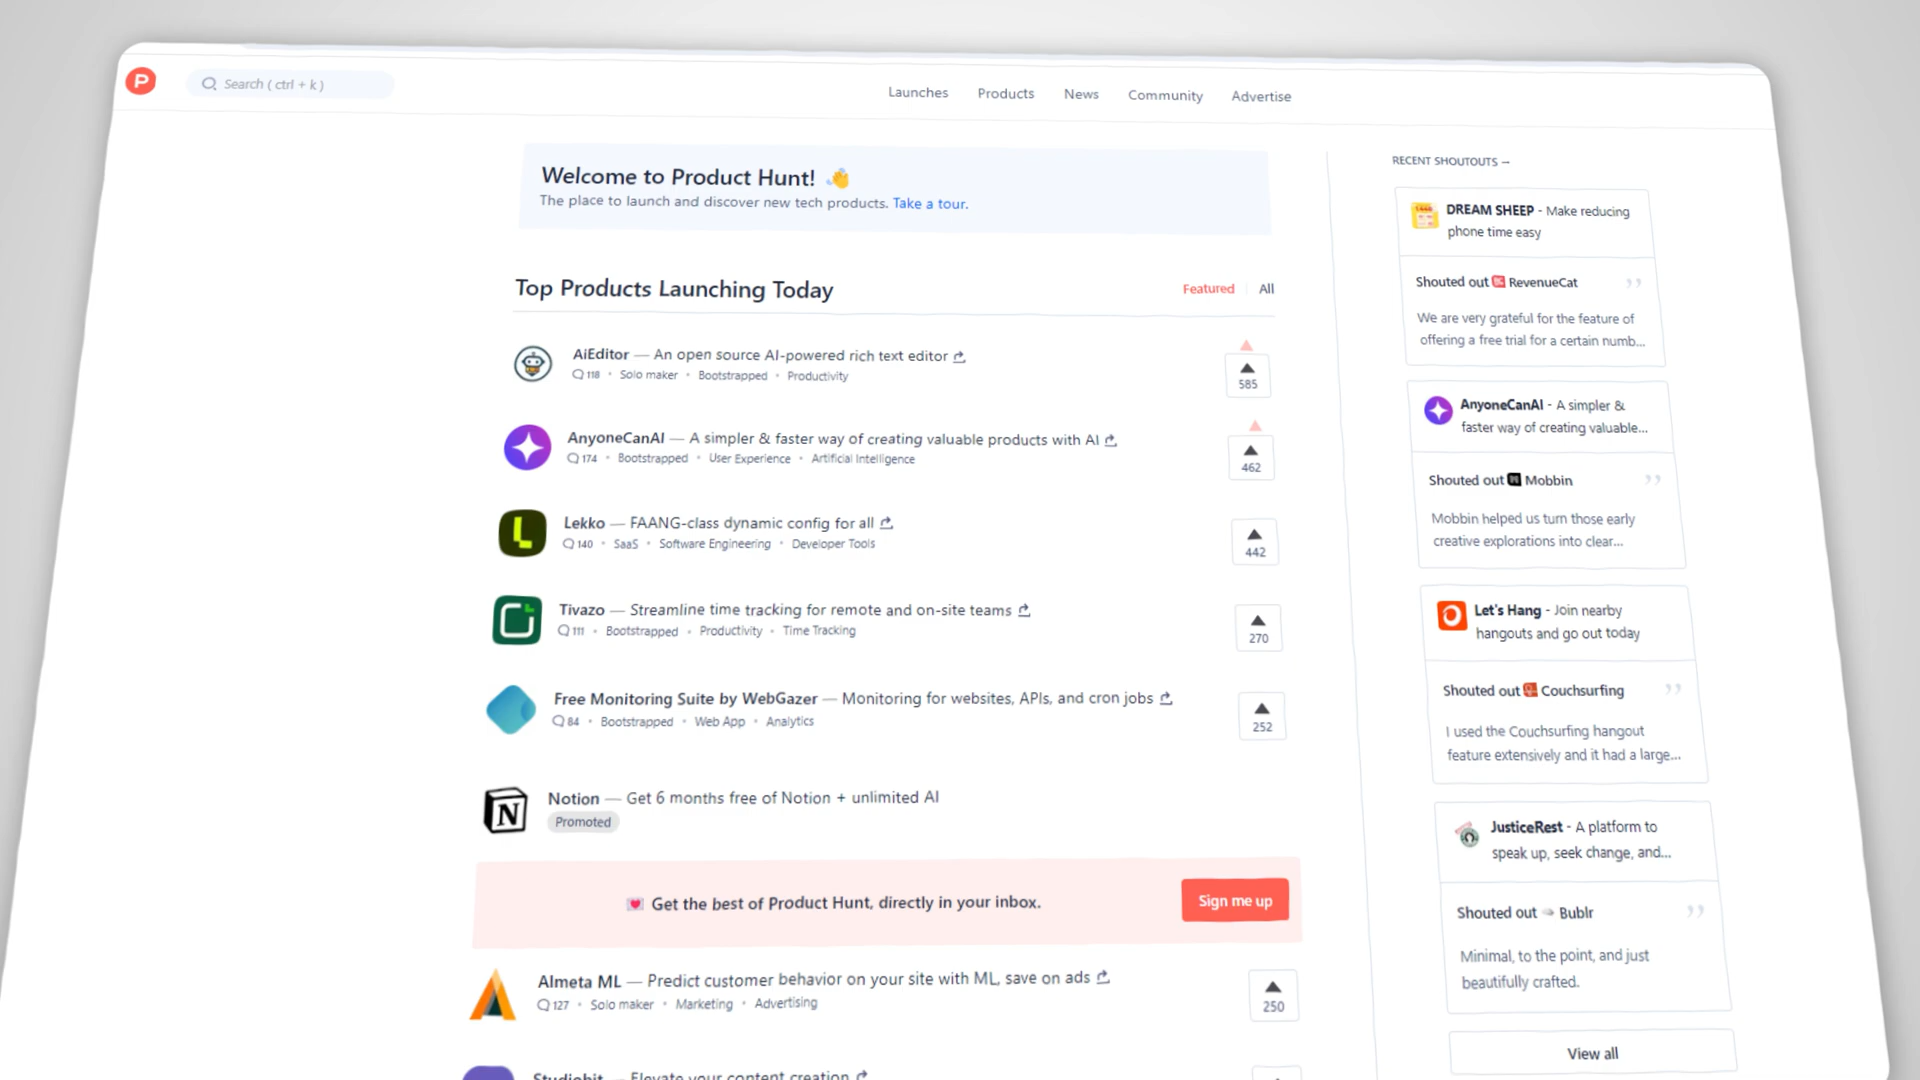 P
Search ( ctrl + k )
Launches
Products
News
Community
Advertise
Welcome to Product Hunt! 👋
The place to launch and discover new tech products. Take a tour.
Top Products Launching Today
Featured
All
AiEditor — An open source AI-powered rich text editor
118 • Solo maker • Bootstrapped • Productivity
585
AnyoneCanAI — A simpler & faster way of creating valuable products with AI
174 • Bootstrapped • User Experience • Artificial Intelligence
462
Lekko — FAANG-class dynamic config for all
140 • SaaS • Software Engineering • Developer Tools
442
Tivazo — Streamline time tracking for remote and on-site teams
111 • Bootstrapped • Productivity • Time Tracking
270
Free Monitoring Suite by WebGazer — Monitoring for websites, APIs, and cron jobs
84 • Bootstrapped • Web App • Analytics
252
N
Notion — Get 6 months free of Notion + unlimited AI
Promoted
💌 Get the best of Product Hunt, directly in your inbox.
Sign me up
Almeta ML — Predict customer behavior on your site with ML, save on ads
127 • Solo maker • Marketing • Advertising
250
Studiobit — Elevate your content creation
RECENT SHOUTOUTS →
DREAM SHEEP - Make reducing
phone time easy
Shouted out RevenueCat
We are very grateful for the feature of
offering a free trial for a certain numb...
AnyoneCanAI - A simpler &
faster way of creating valuable...
Shouted out Mobbin
Mobbin helped us turn those early
creative explorations into clear...
Let's Hang - Join nearby
hangouts and go out today
Shouted out Couchsurfing
I used the Couchsurfing hangout
feature extensively and it had a large...
JusticeRest - A platform to
speak up, seek change, and...
Shouted out Bublr
Minimal, to the point, and just
beautifully crafted.
View all